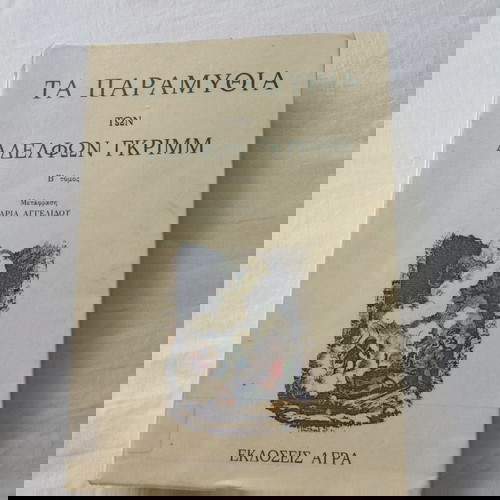 ΤΑ ΠΑΡΑΜΥΘΙΑ
ΤΩΝ
ΑΔΕΛΦΩΝ ΓΚΡΙΜΜ
Β΄ τόμος
Μετάφραση
ΜΑΡΙΑ ΑΓΓΕΛΙΔΟΥ
ΕΚΔΟΣΕΙΣ ΑΓΡΑ